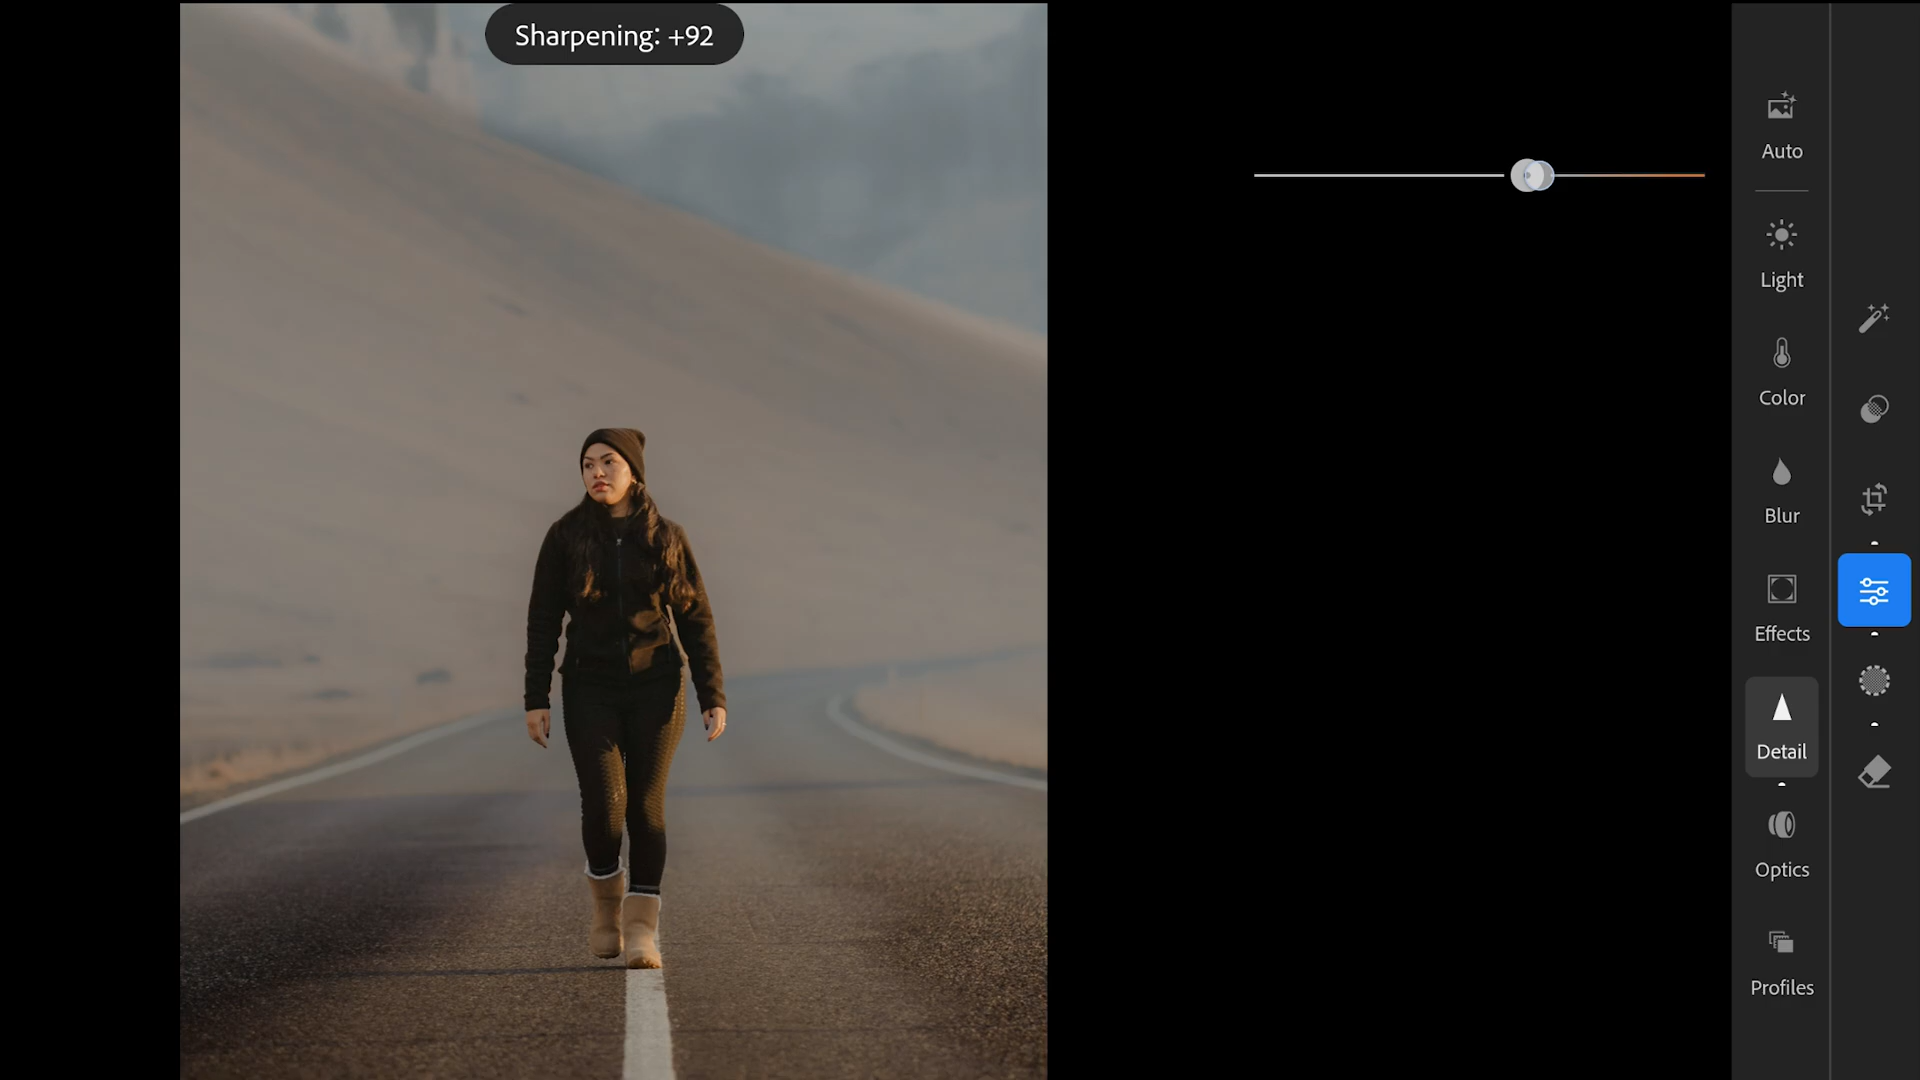 Sharpening: +92
Auto
Light
Color
Blur
Effects
Detail
Optics
Profiles